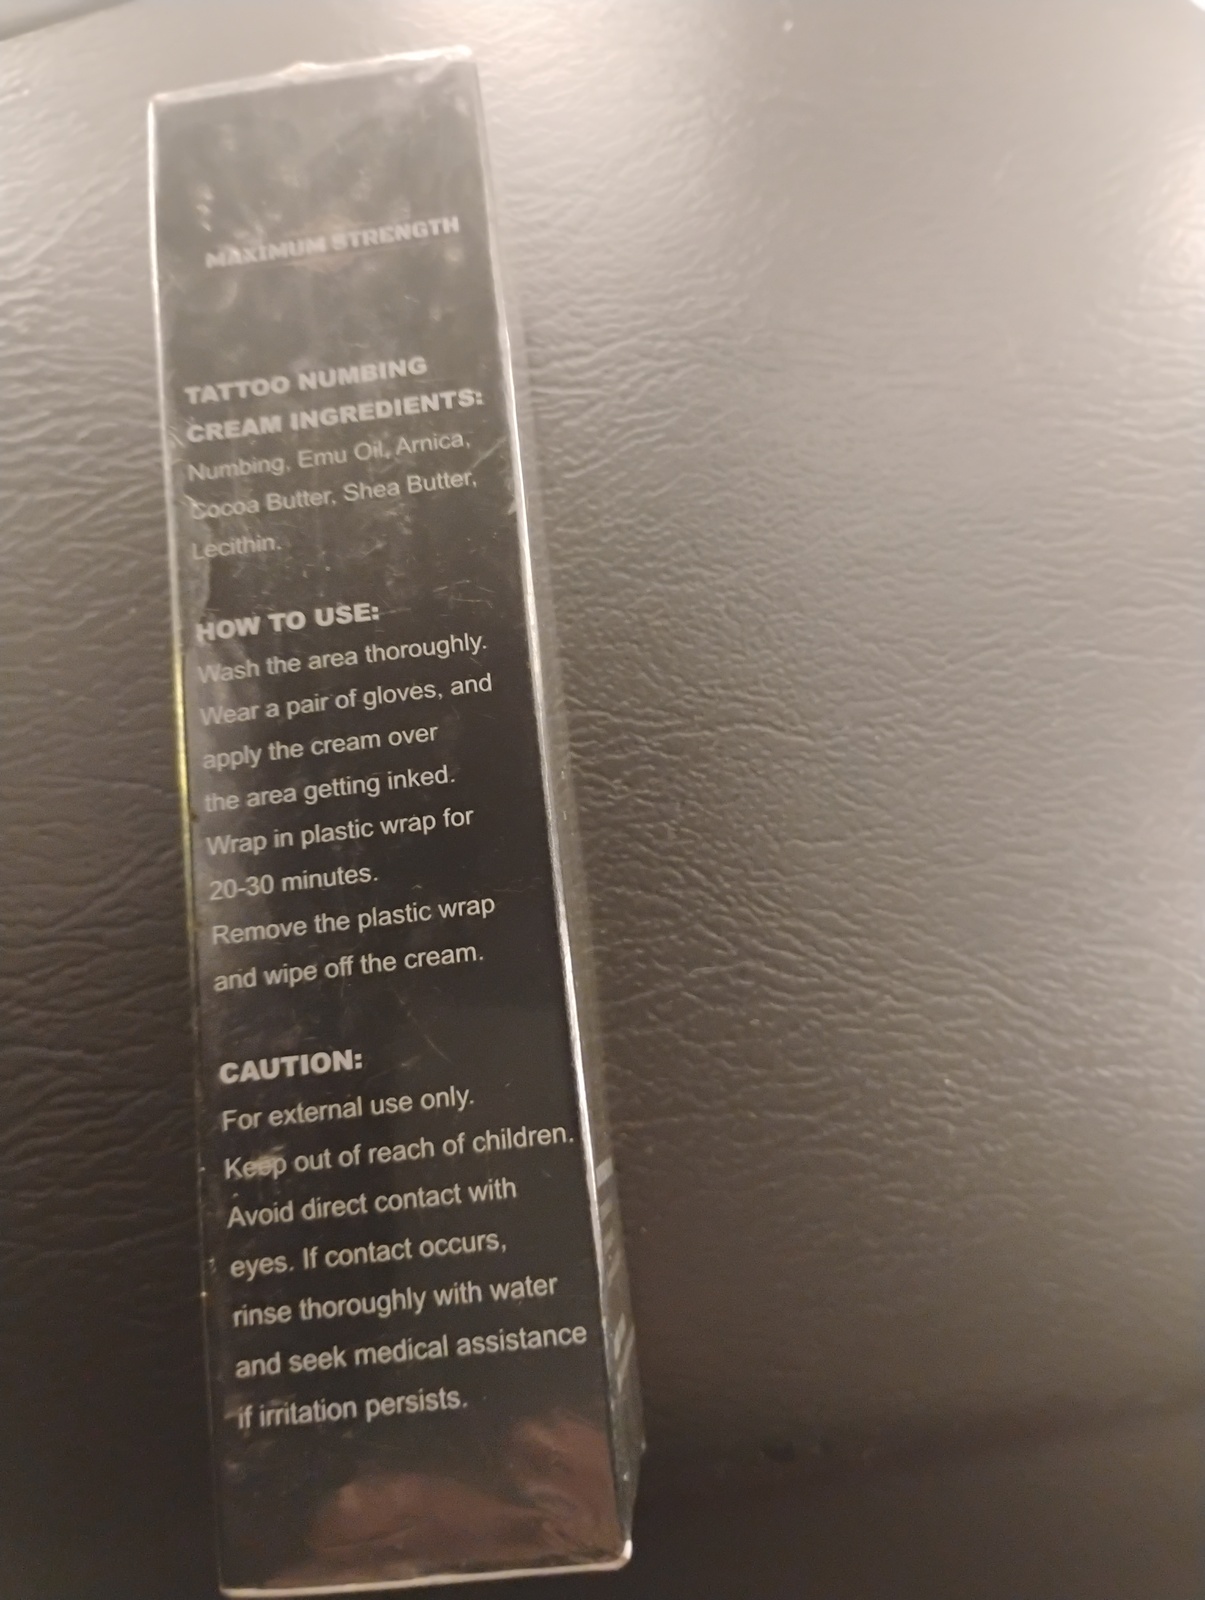 MAXIMUM STRENGTH
TATTOO NUMBING
CREAM INGREDIENTS:
Numbing, Emu Oil, Arnica,
Cocoa Butter, Shea Butter,
Lecithin.
HOW TO USE:
Wash the area thoroughly.
Wear a pair of gloves, and
apply the cream over
the area getting inked.
Wrap in plastic wrap for
20-30 minutes.
Remove the plastic wrap
and wipe off the cream.
CAUTION:
For external use only.
Keep out of reach of children.
Avoid direct contact with
eyes. If contact occurs,
rinse thoroughly with water
and seek medical assistance
if irritation persists.